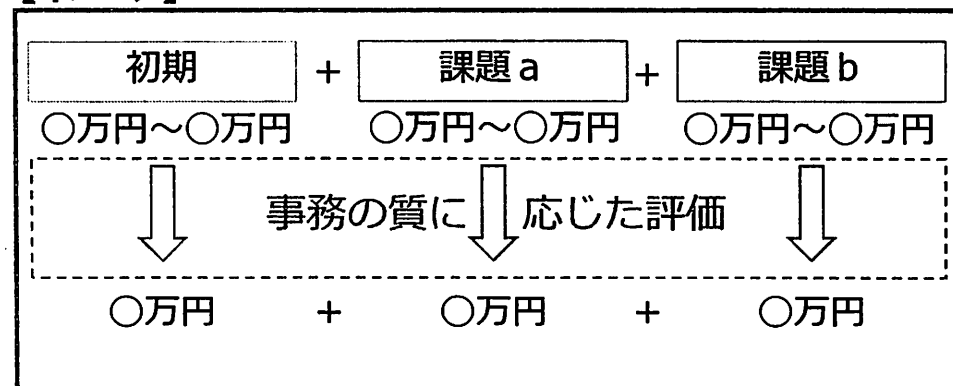 初期 + 課題a + 課題b
○万円～○万円 ○万円～○万円 ○万円～○万円
事務の質に応じた評価
○万円 + ○万円 + ○万円